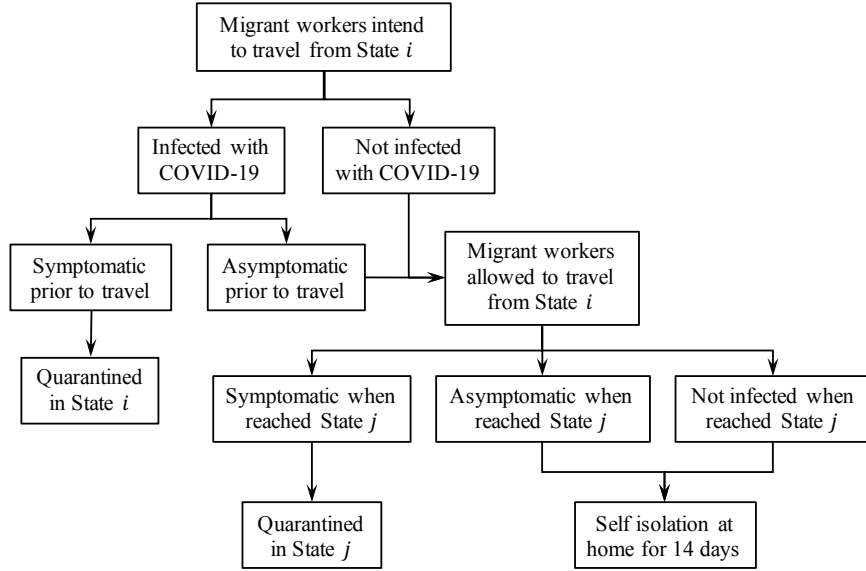 Migrant workers intend
to travel from State i
Infected with
COVID-19
Not infected
with COVID-19
Symptomatic
prior to travel
Asymptomatic
prior to travel
Migrant workers
allowed to travel
from State i
Quarantined
in State i
Symptomatic when
reached State j
Asymptomatic when
reached State j
Not infected when
reached State j
Quarantined
in State j
Self isolation at
home for 14 days